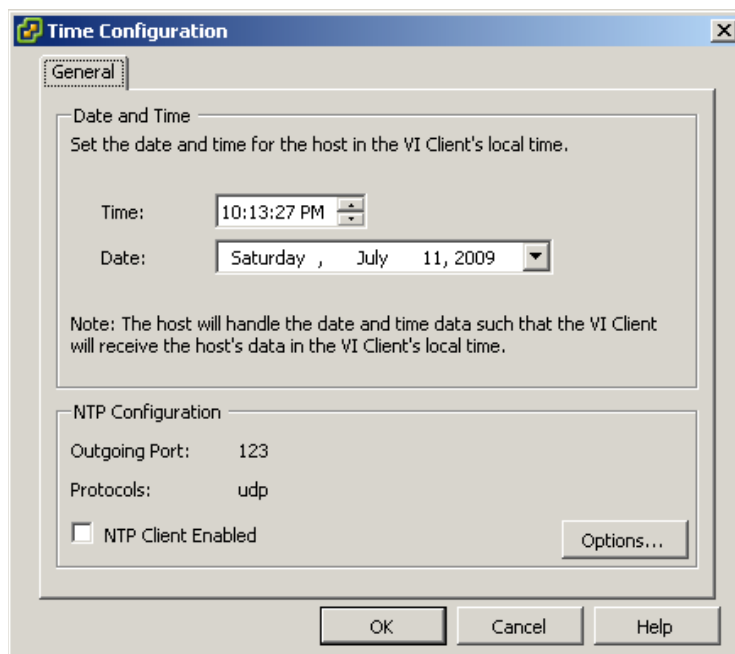 Time Configuration
General
Date and Time
Set the date and time for the host in the VI Client's local time.
Time: 10:13:27 PM
Date: Saturday , July 11, 2009
Note: The host will handle the date and time data such that the VI Client
will receive the host's data in the VI Client's local time.
NTP Configuration
Outgoing Port: 123
Protocols: udp
NTP Client Enabled
Options...
OK Cancel Help